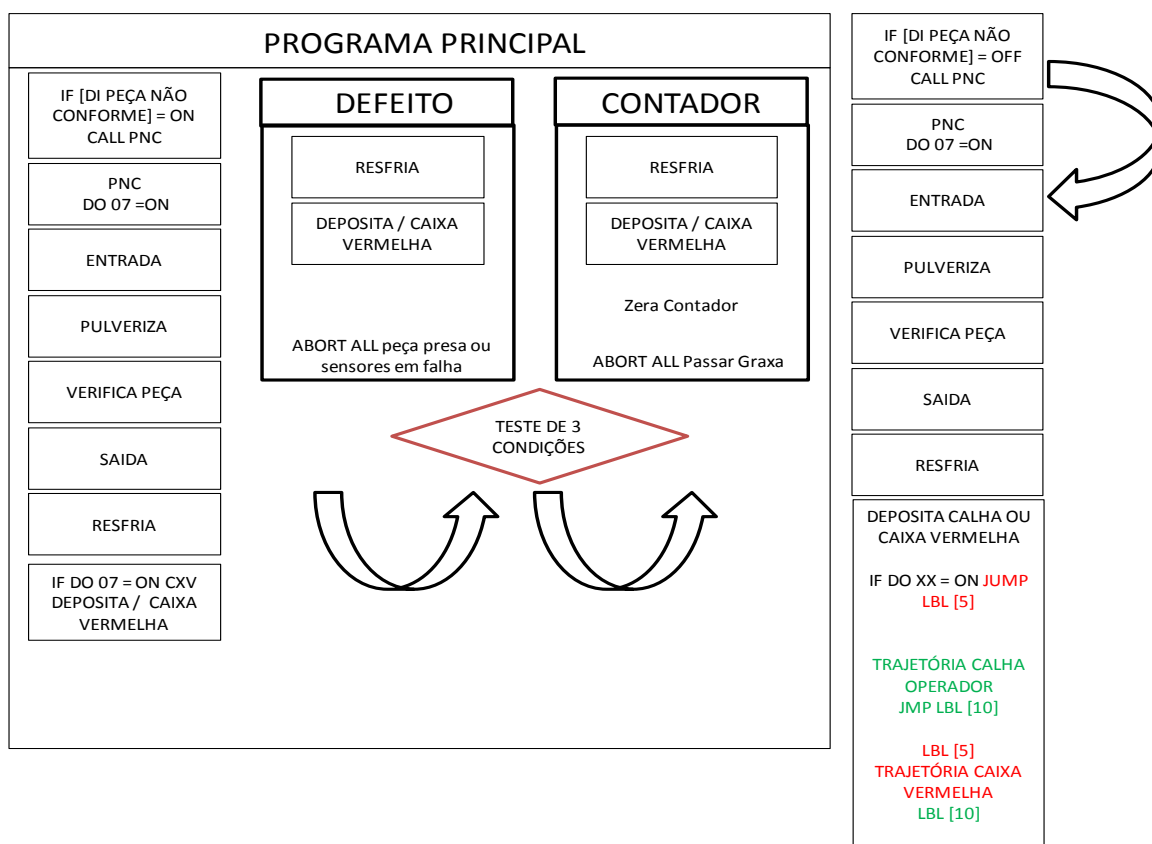 PROGRAMA PRINCIPAL
IF [DI PEÇA NÃO
CONFORME] = ON
CALL PNC
PNC
DO 07 =ON
ENTRADA
PULVERIZA
VERIFICA PEÇA
SAIDA
RESFRIA
IF DO 07 = ON CXV
DEPOSITA / CAIXA
VERMELHA
DEFEITO
RESFRIA
DEPOSITA / CAIXA
VERMELHA
ABORT ALL peça presa ou
sensores em falha
CONTADOR
RESFRIA
DEPOSITA / CAIXA
VERMELHA
Zera Contador
ABORT ALL Passar Graxa
TESTE DE 3
CONDIÇÕES
IF [DI PEÇA NÃO
CONFORME] = OFF
CALL PNC
PNC
DO 07 =ON
ENTRADA
PULVERIZA
VERIFICA PEÇA
SAIDA
RESFRIA
DEPOSITA CALHA OU
CAIXA VERMELHA
IF DO XX = ON JUMP
LBL [5]
TRAJETÓRIA CALHA
OPERADOR
JMP LBL [10]
LBL [5]
TRAJETÓRIA CAIXA
VERMELHA
LBL [10]